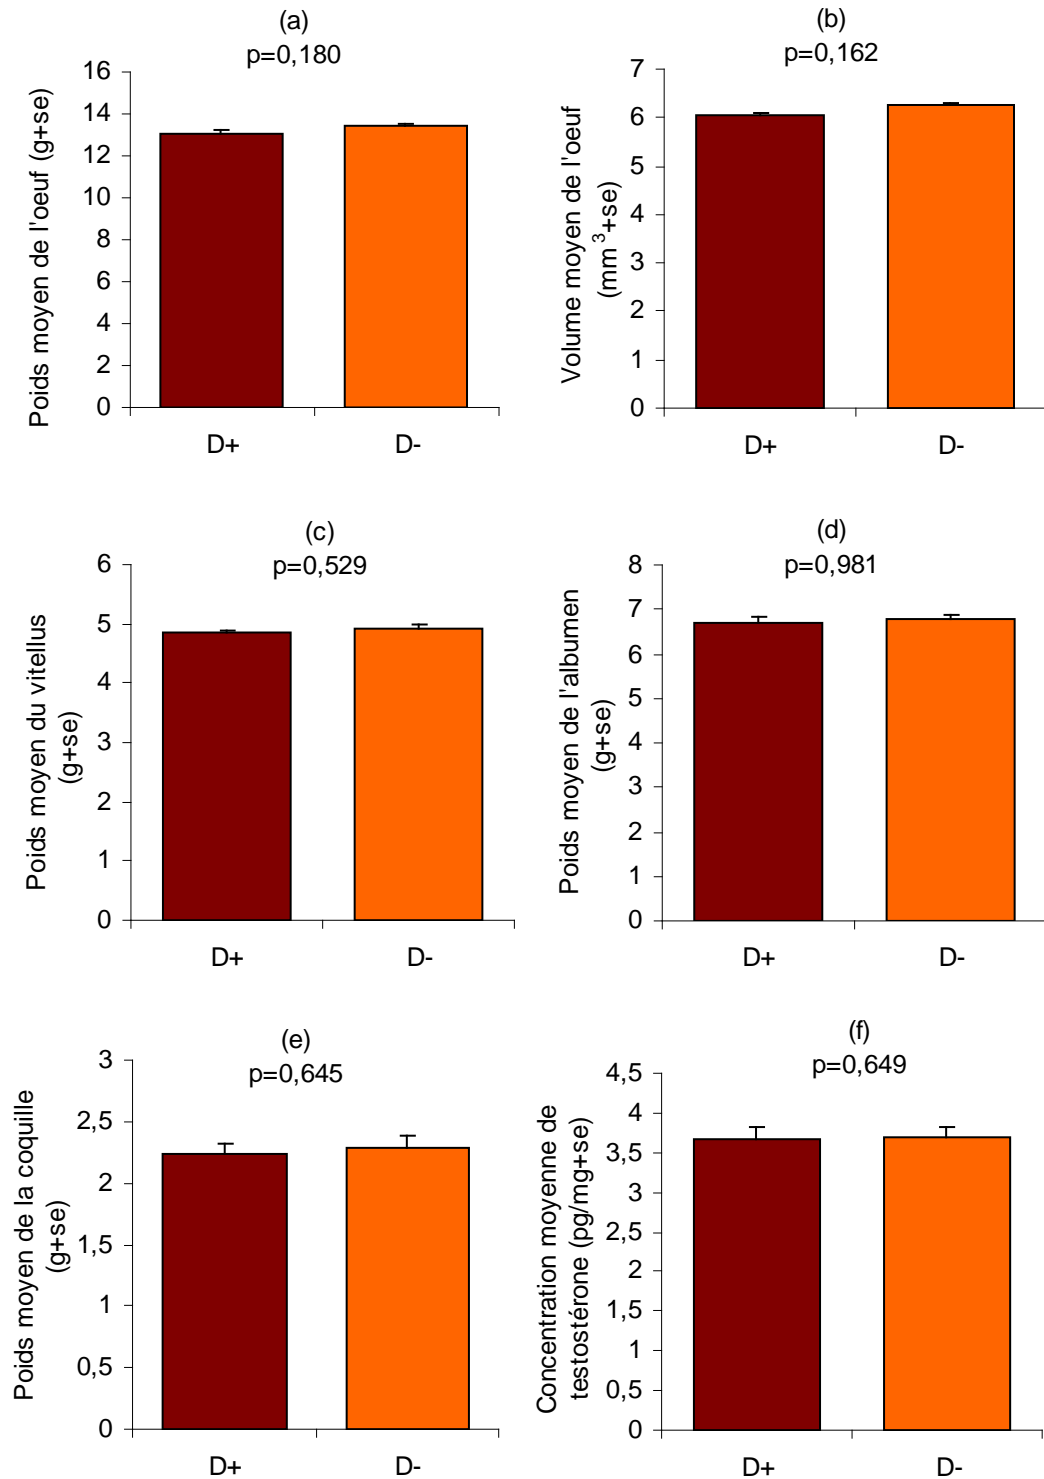 (a)
p=0,180
Poids moyen de l'oeuf (g+se)
16
14
12
10
8
6
4
2
0
D+ D-
(b)
p=0,162
Volume moyen de l'oeuf
(mm³+se)
7
6
5
4
3
2
1
0
D+ D-
(c)
p=0,529
Poids moyen du vitellus
(g+se)
6
5
4
3
2
1
0
D+ D-
(d)
p=0,981
Poids moyen de l'albumen
(g+se)
8
7
6
5
4
3
2
1
0
D+ D-
(e)
p=0,645
Poids moyen de la coquille
(g+se)
3
2,5
2
1,5
1
0,5
0
D+ D-
(f)
p=0,649
Concentration moyenne de
testostérone (pg/mg+se)
4,5
4
3,5
3
2,5
2
1,5
1
0,5
0
D+ D-